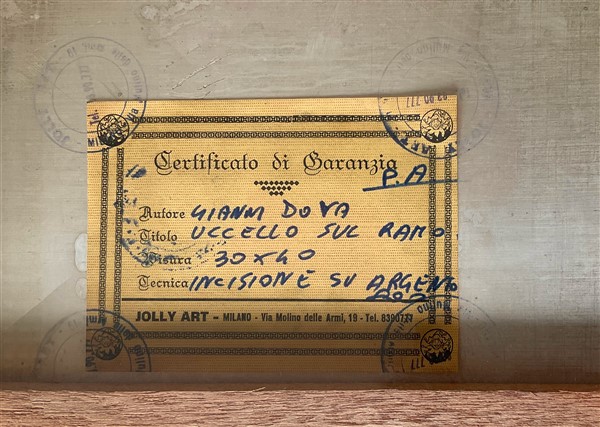 Certificato di Garanzia
P.A
Autore GIANNI DOVA
Titolo UCCELLO SUL RAMO
Misura 30x40
Tecnica INCISIONE SU ARGENTO
JOLLY ART - MILANO - Via Molino delle Armi, 19 - Tel. 8390777